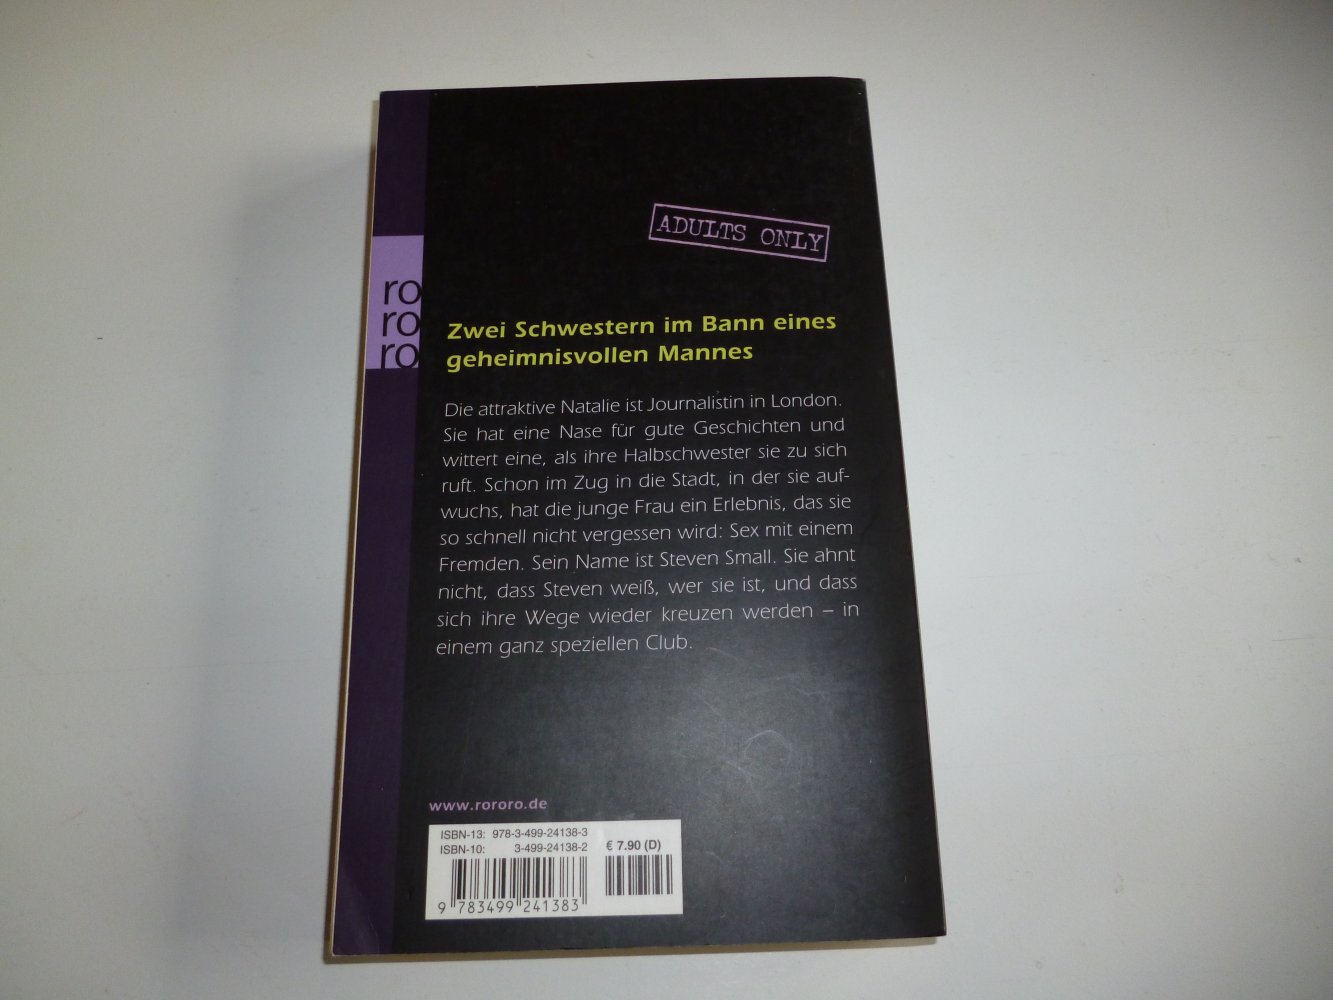 ADULTS ONLY
ro
ro
ro
Zwei Schwestern im Bann eines
geheimnisvollen Mannes
Die attraktive Natalie ist Journalistin in London.
Sie hat eine Nase für gute Geschichten und
wittert eine, als ihre Halbschwester sie zu sich
ruft. Schon im Zug in die Stadt, in der sie auf-
wuchs, hat die junge Frau ein Erlebnis, das sie
so schnell nicht vergessen wird: Sex mit einem
Fremden. Sein Name ist Steven Small. Sie ahnt
nicht, dass Steven weiß, wer sie ist, und dass
sich ihre Wege wieder kreuzen werden – in
einem ganz speziellen Club.
www.rororo.de
ISBN-13: 978-3-499-24138-3
ISBN-10: 3-499-24138-2 € 7.90 (D)
9 783499 241383